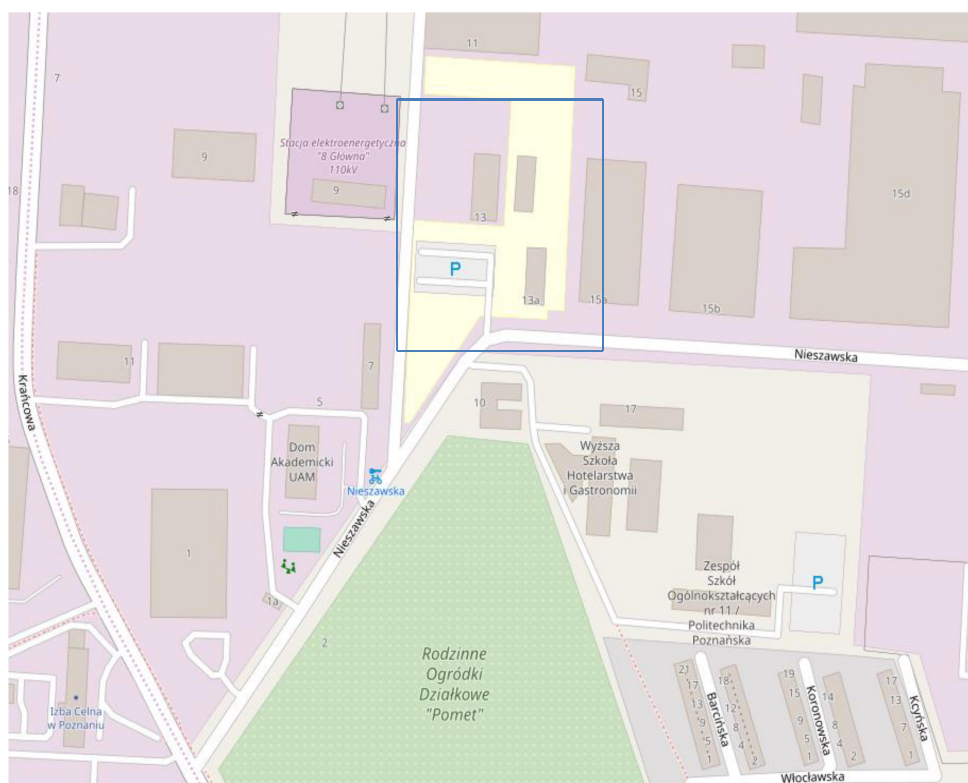 11
7
15
Stacja elektroenergetyczna
"8 Główna"
110kV
9
9
18
15d
13
P
13a
15a
15b
Nieszawska
11
7
5
10
17
Krańcowa
Dom
Akademicki
UAM
Wyższa
Szkoła
Hotelarstwa
i Gastronomii
Nieszawska
Nieszawska
1
1a
Zespół
Szkół
Ogólnokształcących
nr 11 /
Politechnika
Poznańska
P
2
Rodzinne
Ogródki
Działkowe
"Pomet"
Izba Celna
w Poznaniu
21
17
13
9
5
1
Barcińska
18
12
8
4
2
19
15
9
5
1
Koronowska
14
8
4
2
Kcyńska
17
13
7
1
Włocławska